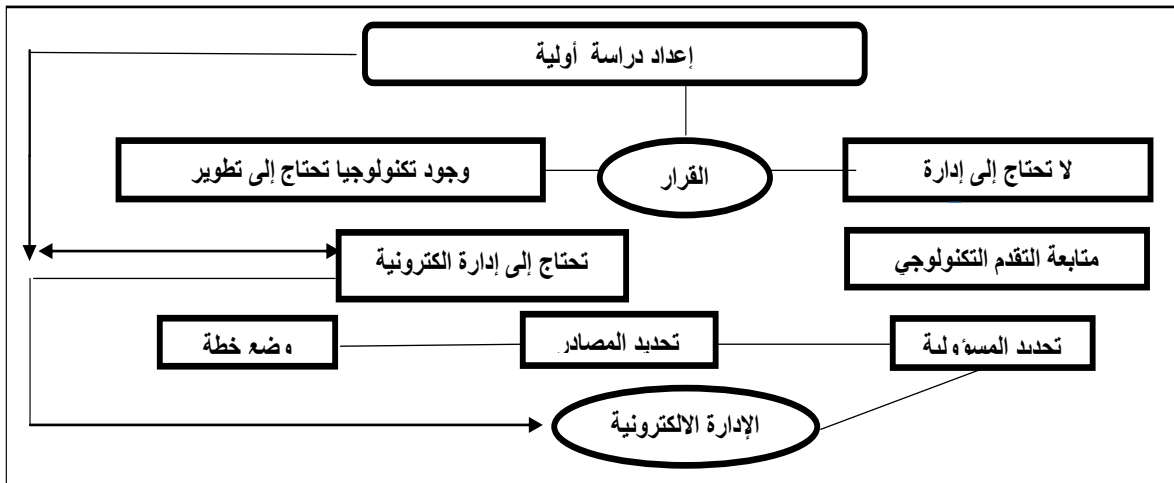 إعداد دراسة أولية
لا تحتاج إلى إدارة
القرار
وجود تكنولوجيا تحتاج إلى تطوير
متابعة التقدم التكنولوجي
تحتاج إلى إدارة الكترونية
تحديد المسؤولية
تحديد المصادر
وضع خطة
الإدارة الالكترونية